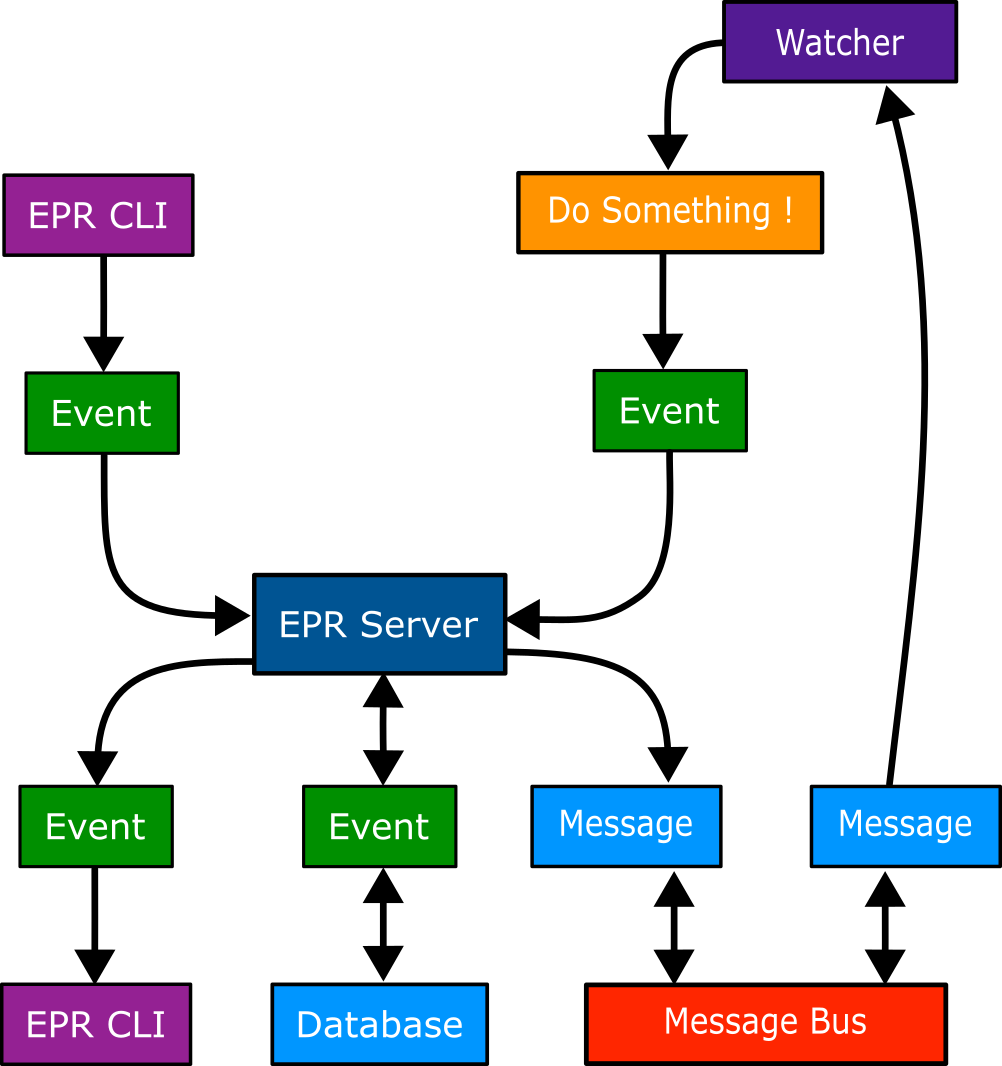 Watcher
EPR CLI
Do Something !
Event
Event
EPR Server
Event
Event
Message
Message
EPR CLI
Database
Message Bus